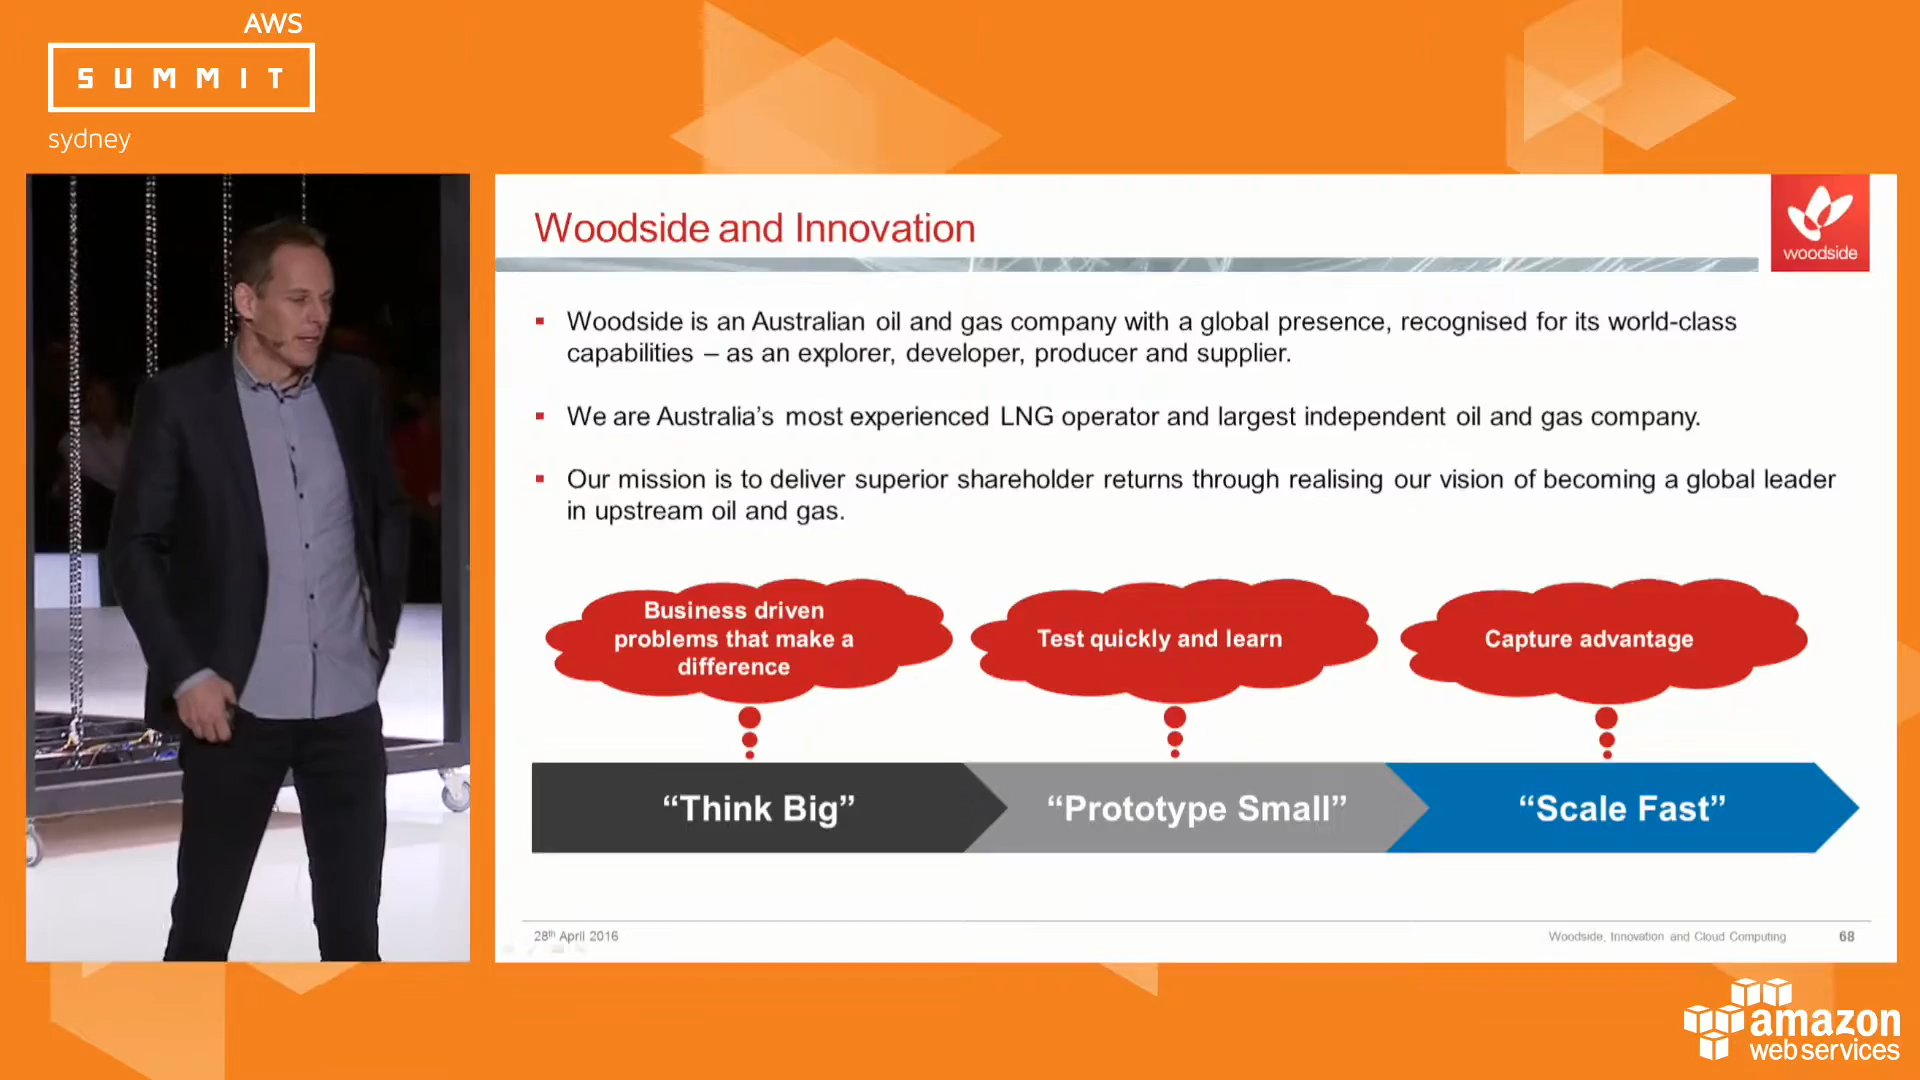 AWS
SUMMIT
sydney
Woodside and Innovation
woodside
▪ Woodside is an Australian oil and gas company with a global presence, recognised for its world-class
capabilities – as an explorer, developer, producer and supplier.
▪ We are Australia’s most experienced LNG operator and largest independent oil and gas company.
▪ Our mission is to deliver superior shareholder returns through realising our vision of becoming a global leader
in upstream oil and gas.
Business driven
problems that make a
difference
Test quickly and learn
Capture advantage
“Think Big”
“Prototype Small”
“Scale Fast”
28th April 2016
Woodside, Innovation and Cloud Computing
68
amazon
web services